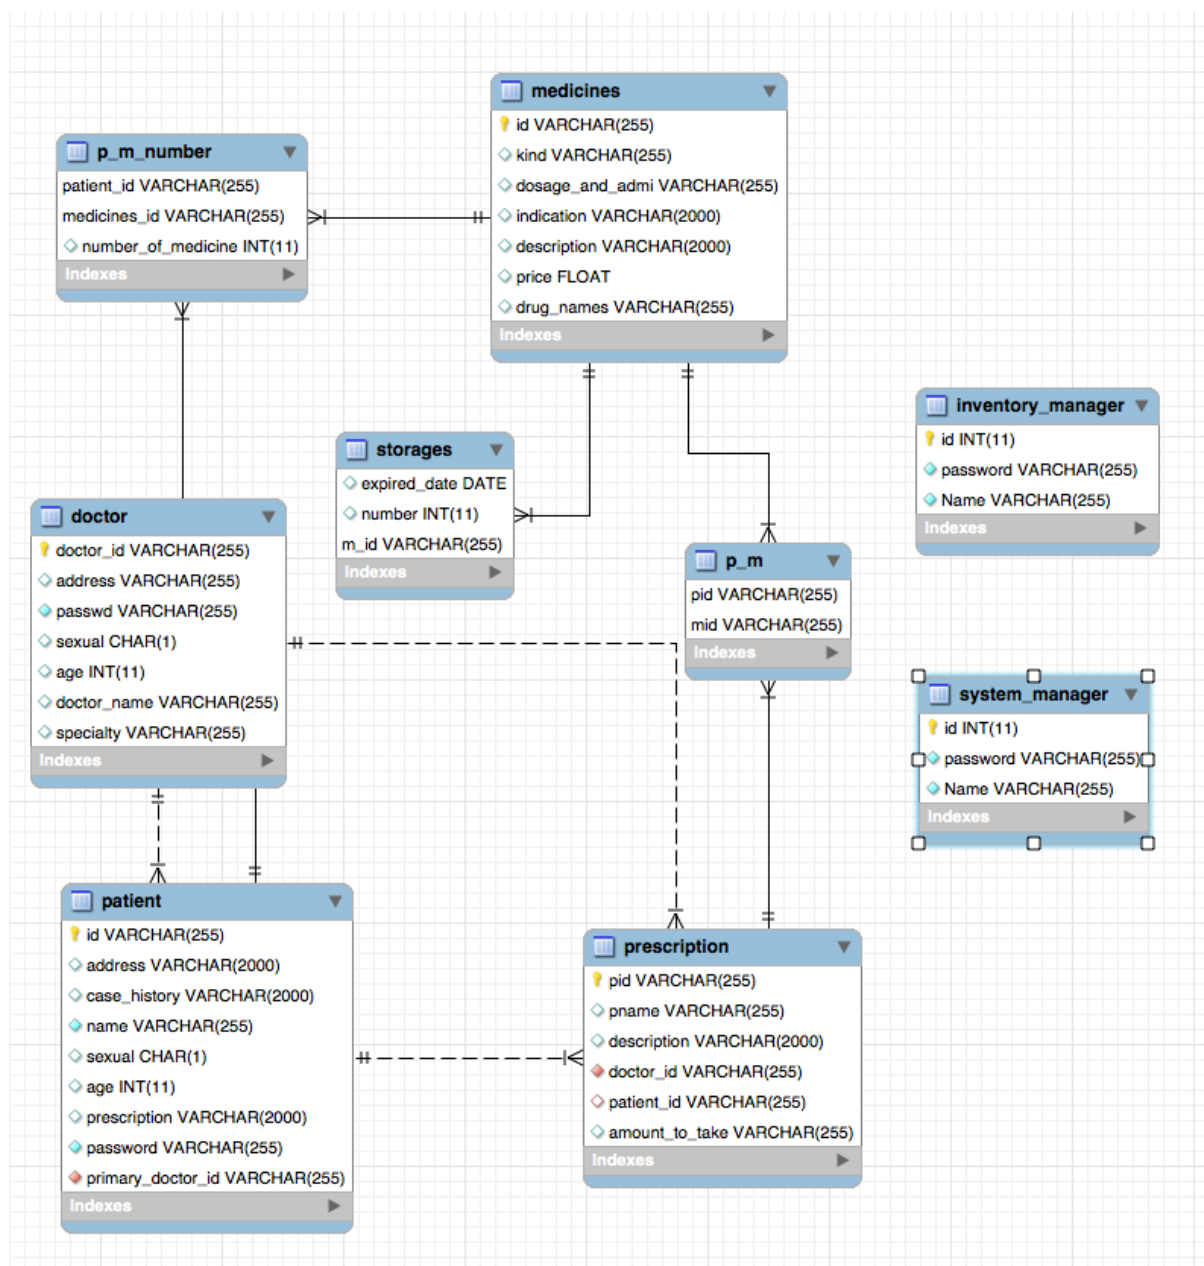 medicines
id VARCHAR(255)
kind VARCHAR(255)
dosage_and_admi VARCHAR(255)
indication VARCHAR(2000)
description VARCHAR(2000)
price FLOAT
drug_names VARCHAR(255)
Indexes
p_m_number
patient_id VARCHAR(255)
medicines_id VARCHAR(255)
number_of_medicine INT(11)
Indexes
inventory_manager
id INT(11)
password VARCHAR(255)
Name VARCHAR(255)
Indexes
storages
expired_date DATE
number INT(11)
m_id VARCHAR(255)
Indexes
doctor
doctor_id VARCHAR(255)
address VARCHAR(255)
passwd VARCHAR(255)
sexual CHAR(1)
age INT(11)
doctor_name VARCHAR(255)
specialty VARCHAR(255)
Indexes
p_m
pid VARCHAR(255)
mid VARCHAR(255)
Indexes
system_manager
id INT(11)
password VARCHAR(255)
Name VARCHAR(255)
Indexes
patient
id VARCHAR(255)
address VARCHAR(2000)
case_history VARCHAR(2000)
name VARCHAR(255)
sexual CHAR(1)
age INT(11)
prescription VARCHAR(2000)
password VARCHAR(255)
primary_doctor_id VARCHAR(255)
Indexes
prescription
pid VARCHAR(255)
pname VARCHAR(255)
description VARCHAR(2000)
doctor_id VARCHAR(255)
patient_id VARCHAR(255)
amount_to_take VARCHAR(255)
Indexes